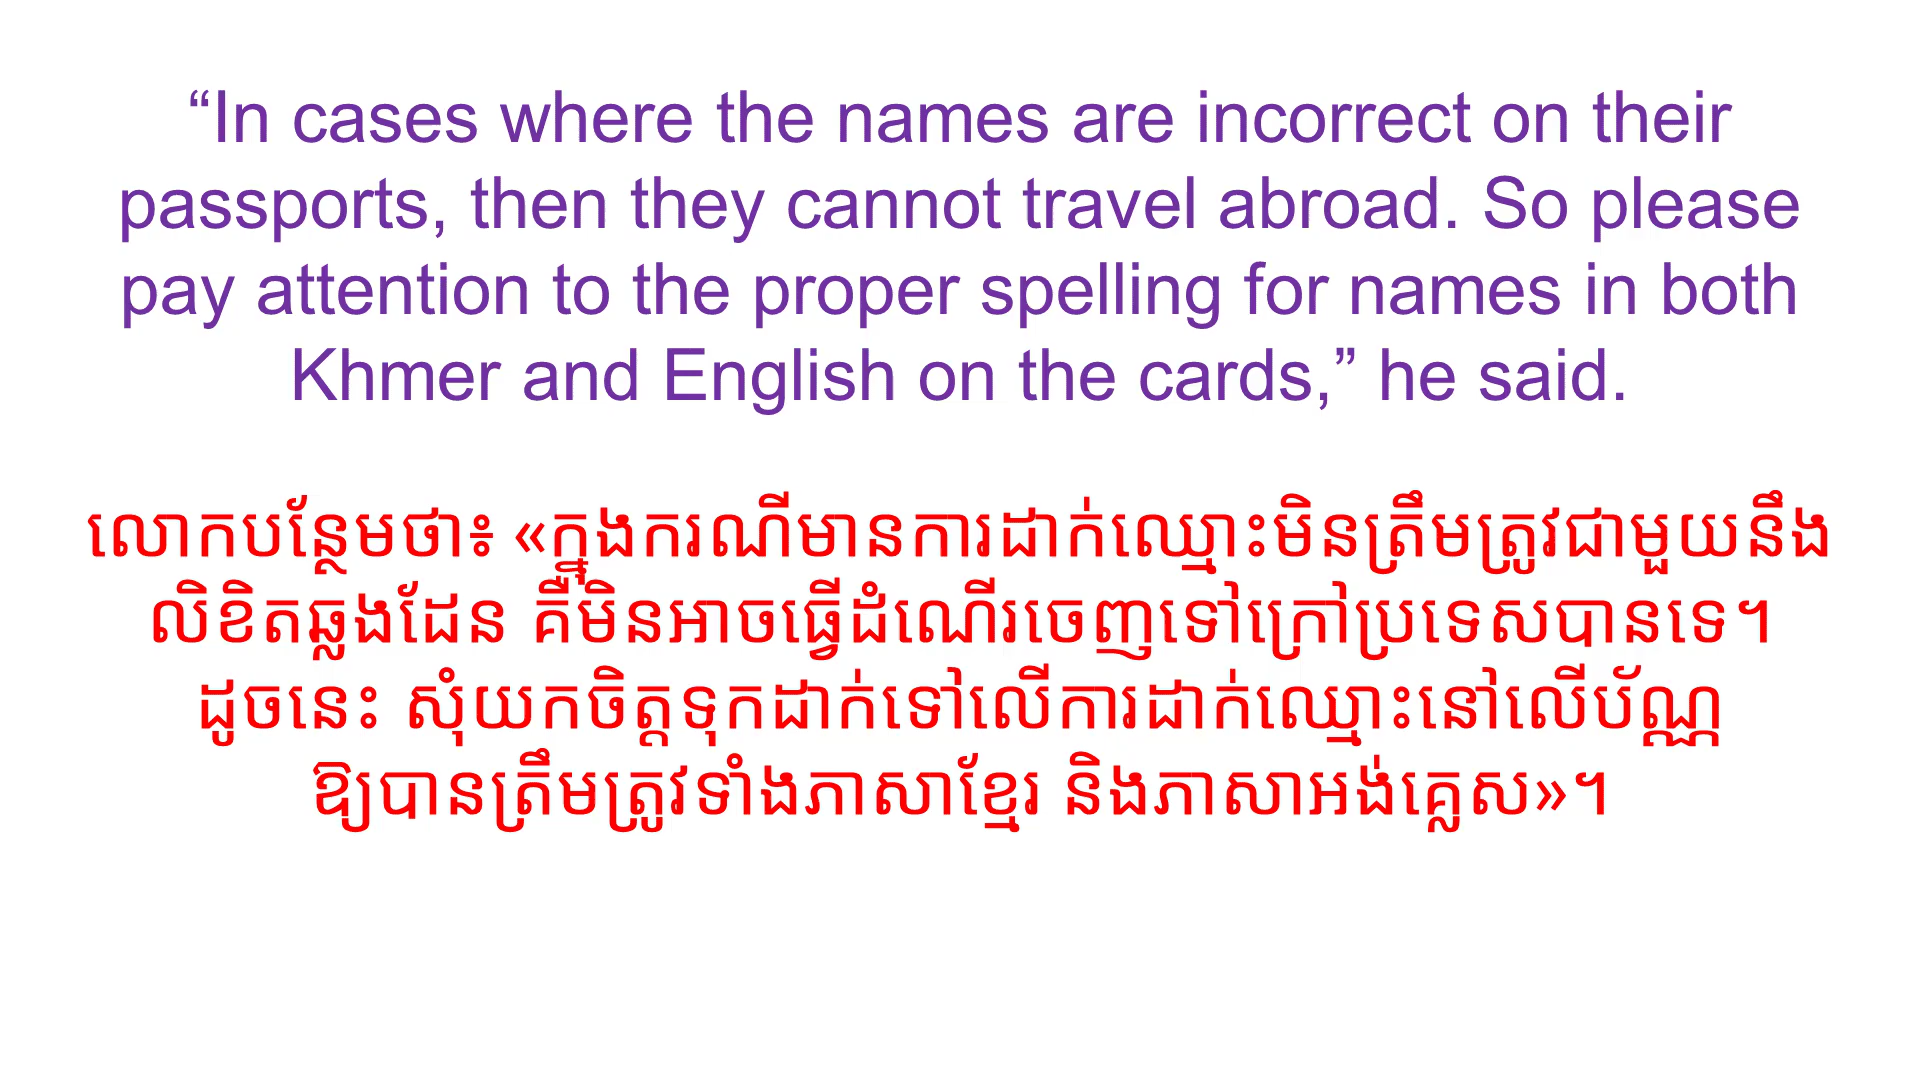 “In cases where the names are incorrect on their
passports, then they cannot travel abroad. So please
pay attention to the proper spelling for names in both
Khmer and English on the cards,” he said.
លោកបន្ថែមថា៖ «ក្នុងករណីមានការដាក់ឈ្មោះមិនត្រឹមត្រូវជាមួយនឹង
លិខិតឆ្លងដែន គឺមិនអាចធ្វើដំណើរចេញទៅក្រៅប្រទេសបានទេ។
ដូចនេះ សុំយកចិត្តទុកដាក់ទៅលើការដាក់ឈ្មោះនៅលើប័ណ្ណ
ឱ្យបានត្រឹមត្រូវទាំងភាសាខ្មែរ និងភាសាអង់គ្លេស»។